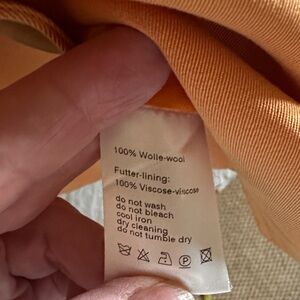 100% Wolle-wool
Futter-lining:
100% Viscose-viscose
do not wash
do not bleach
cool iron
dry cleaning
do not tumble dry